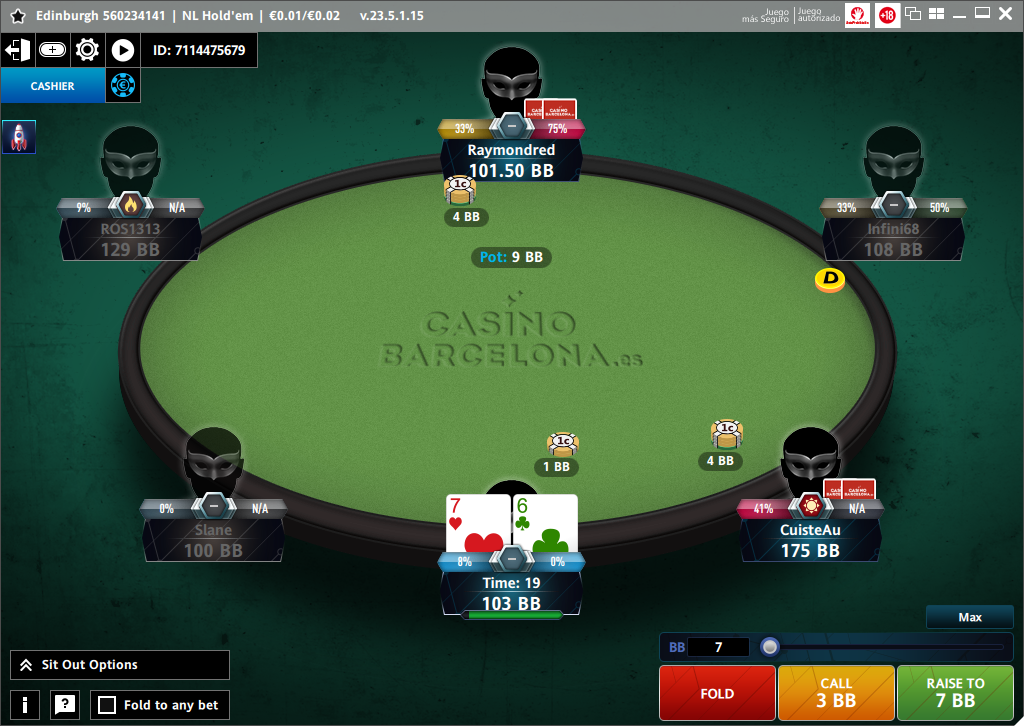 Edinburgh 560234141 | NL Hold'em | €0.01/€0.02 v.23.5.1.15
Juego más Seguro
Juego autorizado
+18
ID: 7114475679
CASHIER
33% 75%
Raymondred
101.50 BB
1c
4 BB
9% N/A
ROS1313
129 BB
33% 50%
Infini68
108 BB
Pot: 9 BB
D
CASINO
BARCELONA.es
1c
1 BB
1c
4 BB
0% N/A
Slane
100 BB
7 6
8% 0%
Time: 19
103 BB
41% N/A
CuisteAu
175 BB
Max
BB 7
Sit Out Options
Fold to any bet
FOLD
CALL
3 BB
RAISE TO
7 BB